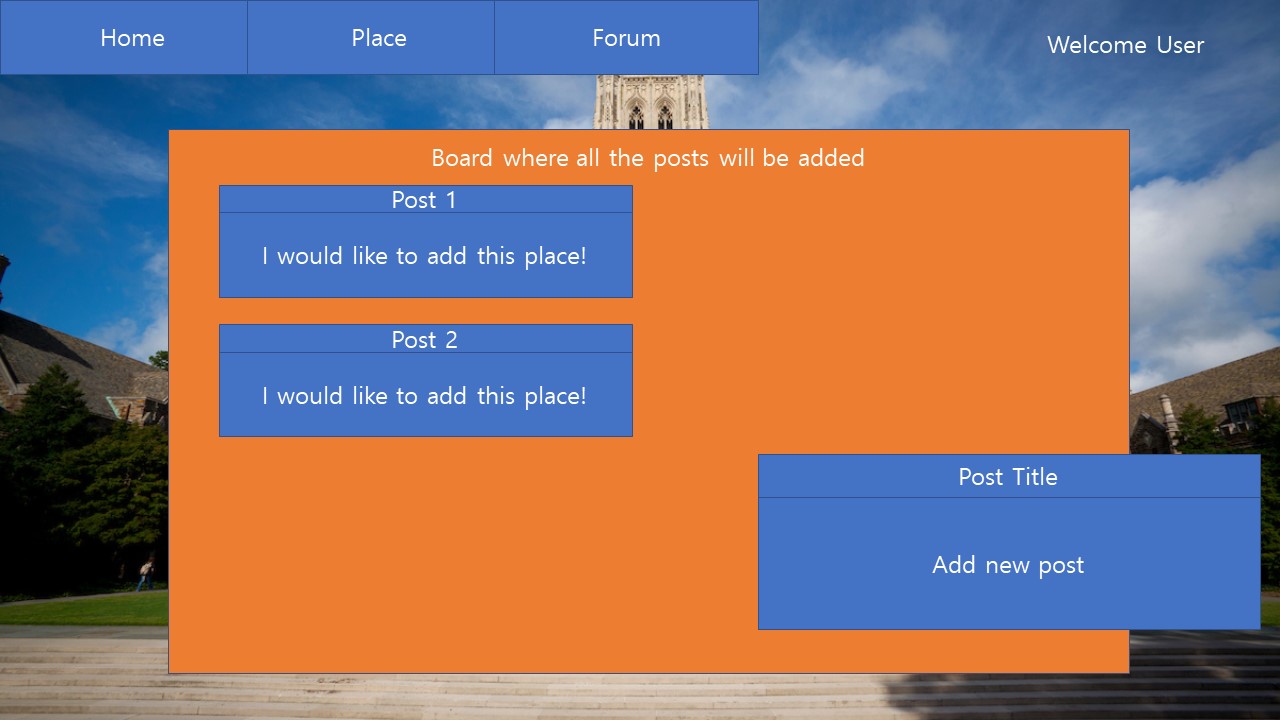 Home
Place
Forum
Welcome User
Board where all the posts will be added
Post 1
I would like to add this place!
Post 2
I would like to add this place!
Post Title
Add new post